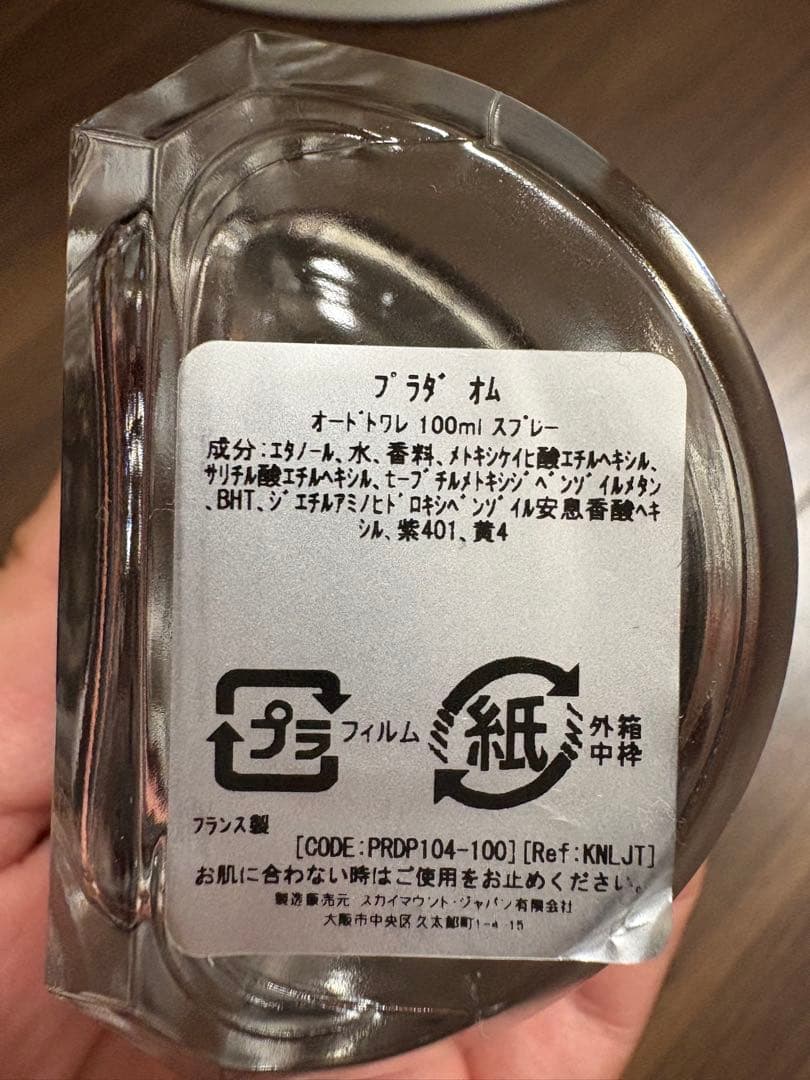 プラダ オム
オードトワレ 100ml スプレー
成分:エタノール、水、香料、メトキシケイヒ酸エチルヘキシル、
サリチル酸エチルヘキシル、t-ブチルメトキシジベンゾイルメタン
、BHT、ジエチルアミノヒドロキシベンゾイル安息香酸ヘキ
シル、紫401、黄4
プラ フィルム 紙 外箱
中枠
フランス製
[CODE:PRDP104-100][Ref:KNLJT]
お肌に合わない時はご使用をお止めください。
製造販売元 スカイマウント・ジャパン有限会社
大阪市中央区久太郎町1-4-15